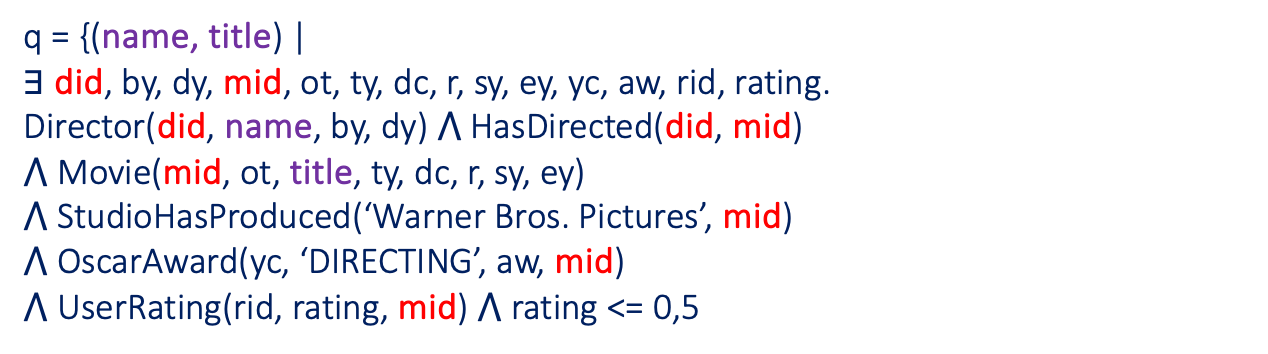 q = {(name, title) |
∃ did, by, dy, mid, ot, ty, dc, r, sy, ey, yc, aw, rid, rating.
Director(did, name, by, dy) Λ HasDirected(did, mid)
Λ Movie(mid, ot, title, ty, dc, r, sy, ey)
Λ StudioHasProduced(‘Warner Bros. Pictures’, mid)
Λ OscarAward(yc, ‘DIRECTING’, aw, mid)
Λ UserRating(rid, rating, mid) Λ rating <= 0,5